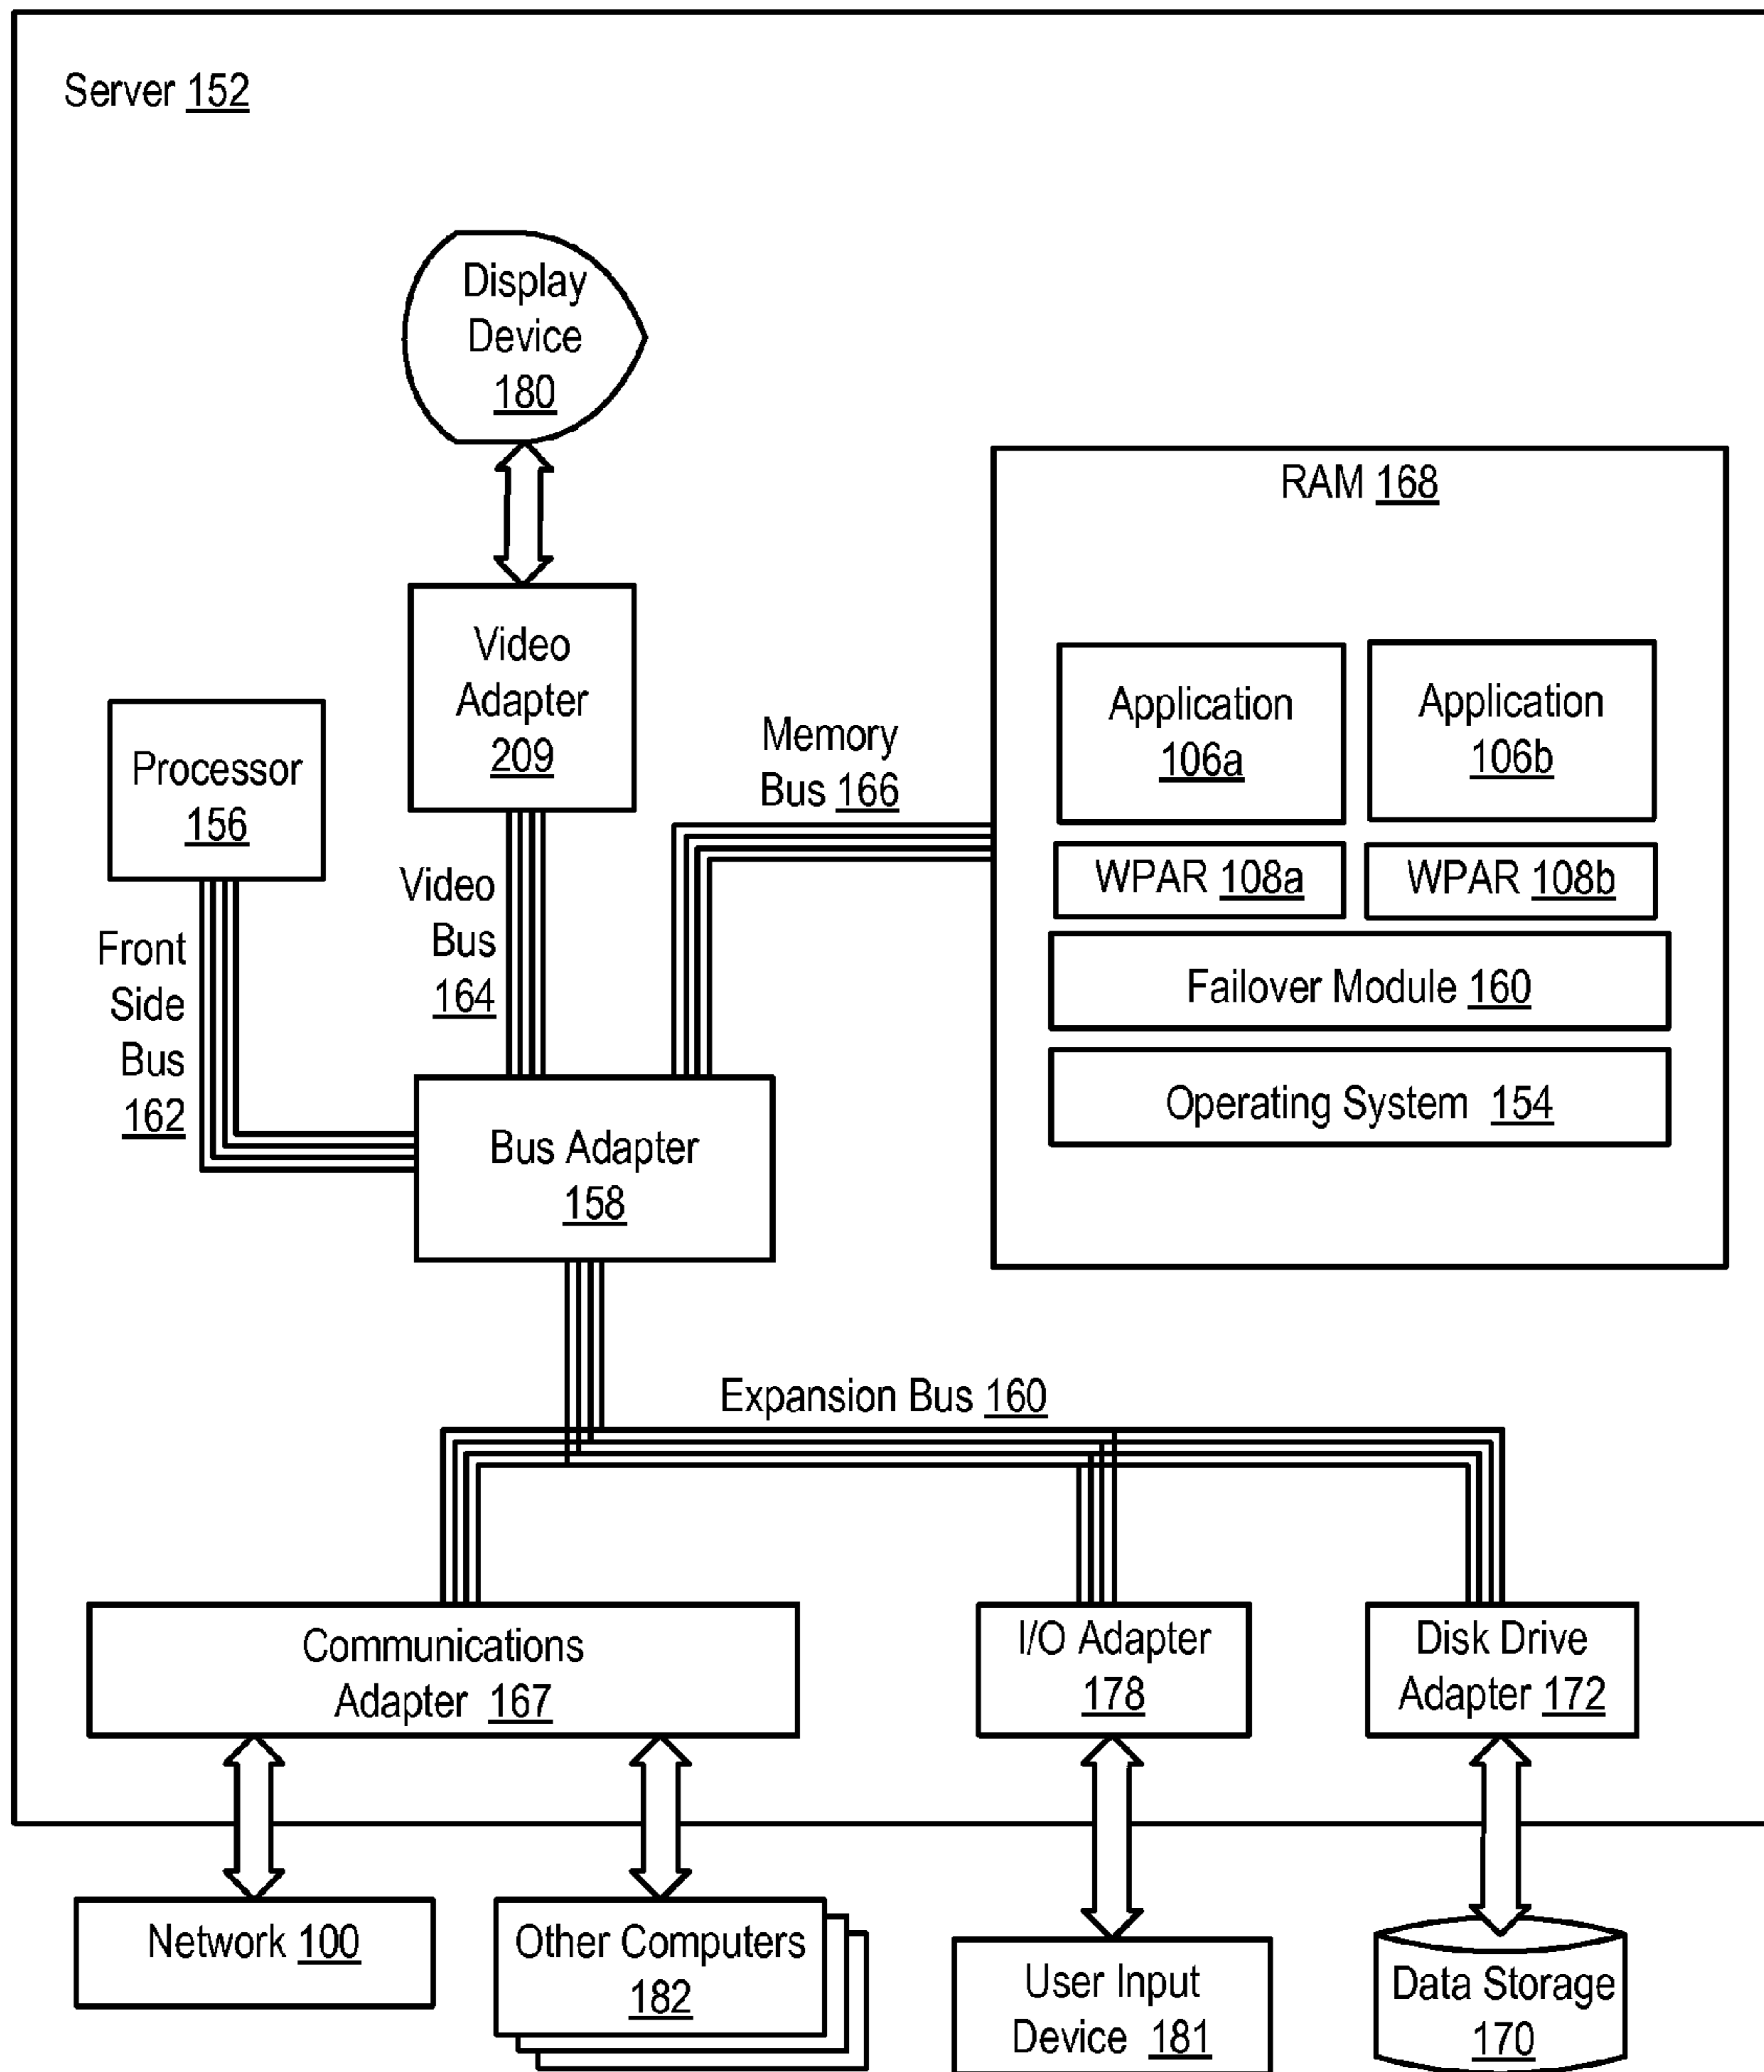 Server 152
Display
Device
180
RAM 168
Video
Adapter
209
Processor
156
Memory
Bus 166
Application
106a
Application
106b
WPAR 108a
WPAR 108b
Video
Bus
164
Front
Side
Bus
162
Failover Module 160
Operating System 154
Bus Adapter
158
Expansion Bus 160
Communications
Adapter 167
I/O Adapter
178
Disk Drive
Adapter 172
Network 100
Other Computers
182
User Input
Device 181
Data Storage
170